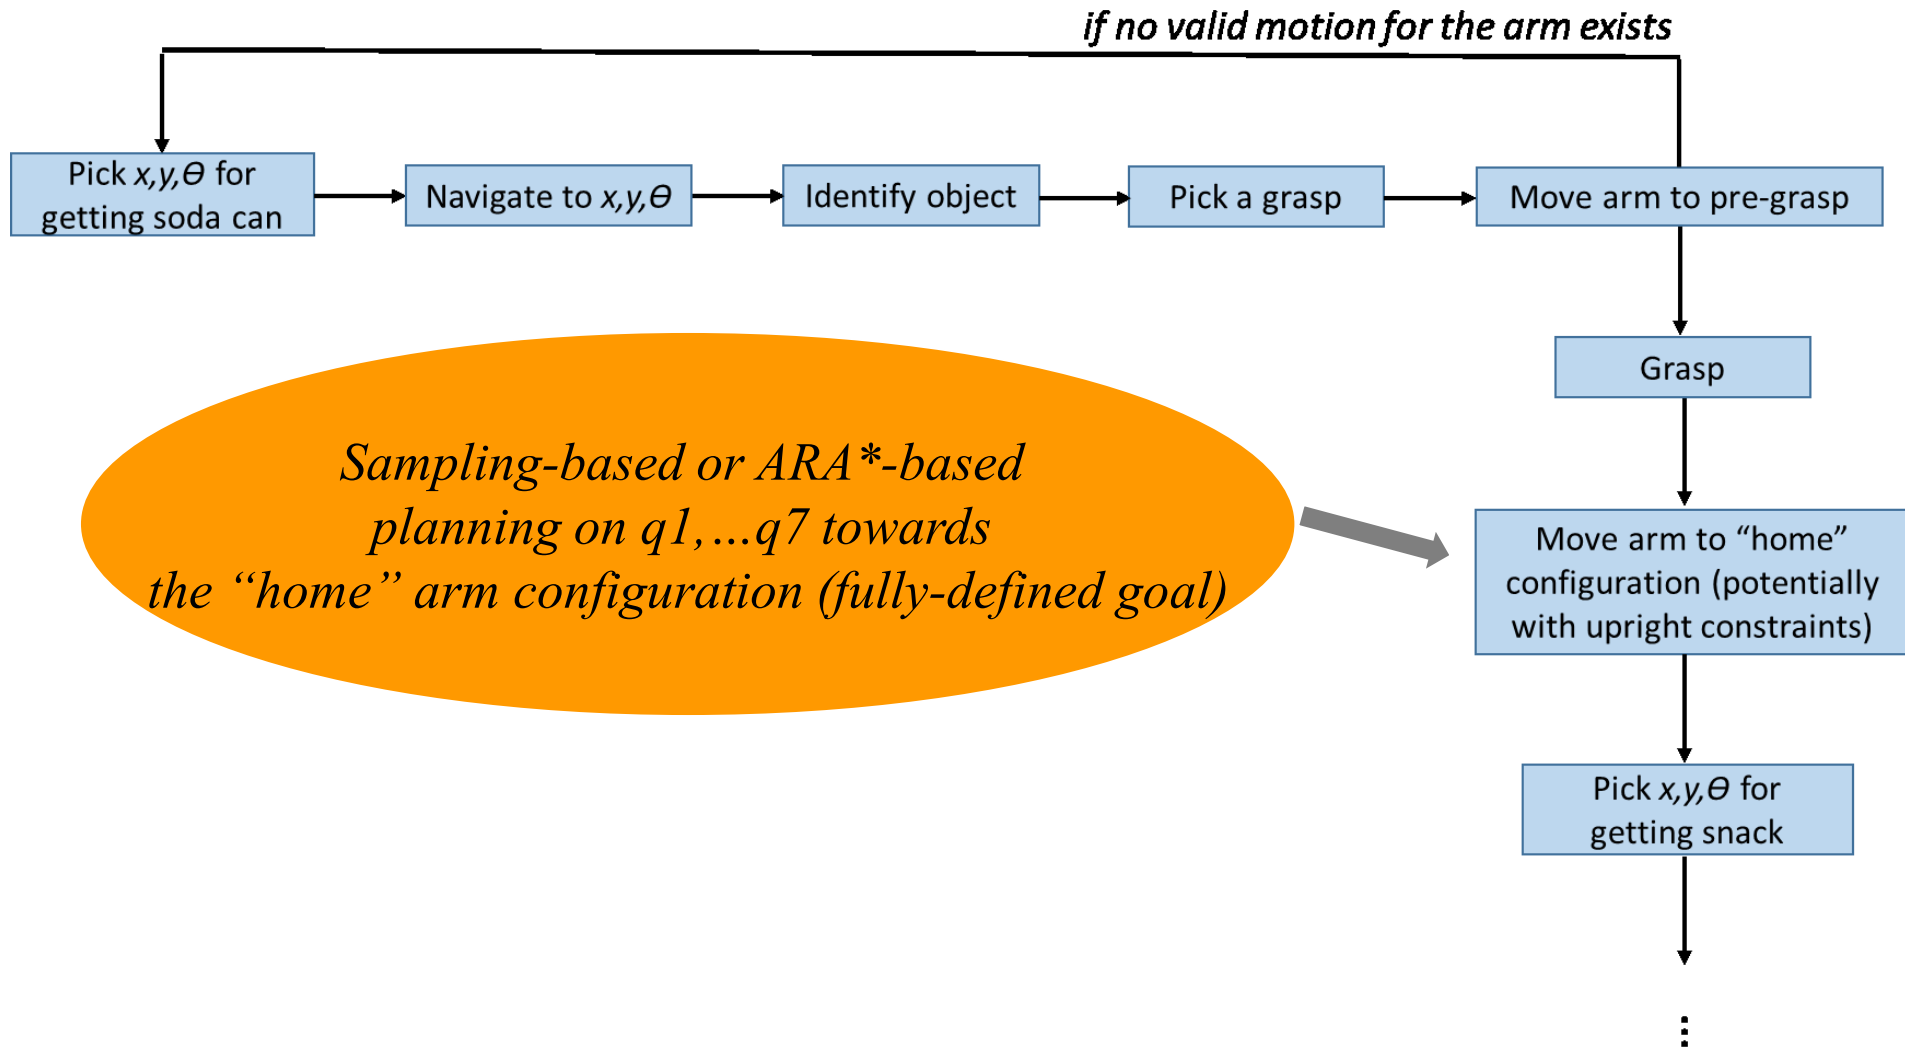 if no valid motion for the arm exists
Pick x,y,ϴ for
getting soda can
Navigate to x,y,ϴ
Identify object
Pick a grasp
Move arm to pre-grasp
Grasp
Sampling-based or ARA*-based
planning on q1,...q7 towards
the “home” arm configuration (fully-defined goal)
Move arm to “home”
configuration (potentially
with upright constraints)
Pick x,y,ϴ for
getting snack
⋮